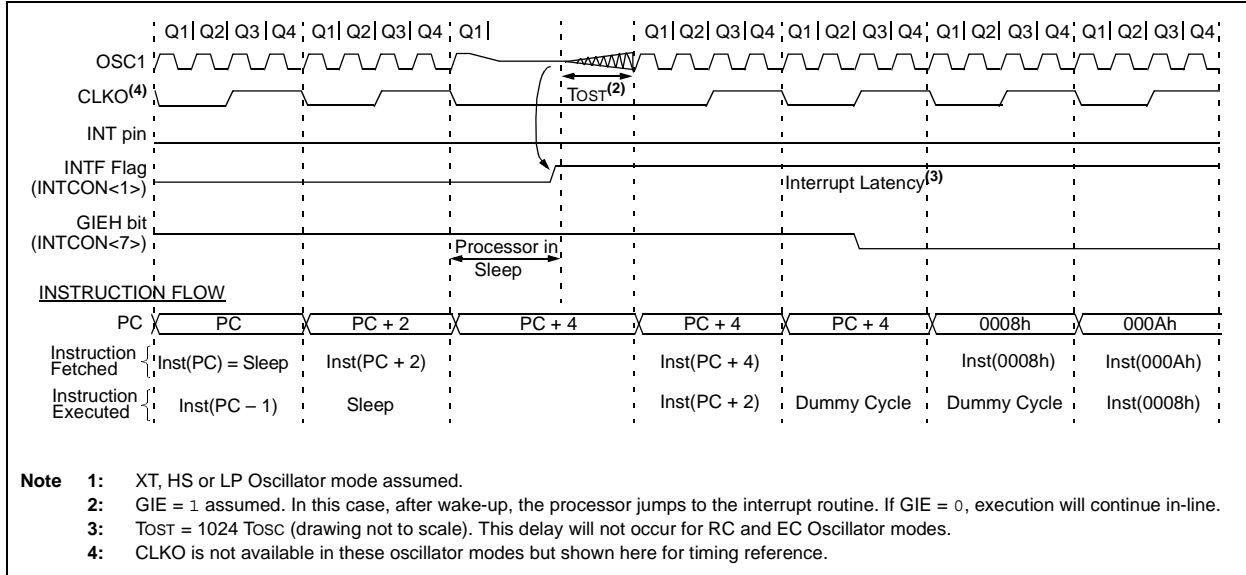 Q1 Q2 Q3 Q4 Q1 Q2 Q3 Q4 Q1 Q1 Q2 Q3 Q4 Q1 Q2 Q3 Q4 Q1 Q2 Q3 Q4 Q1 Q2 Q3 Q4
OSC1
CLKO(4) TOST(2)
INT pin
INTF Flag
(INTCON<1>) Interrupt Latency(3)
GIEH bit
(INTCON<7>) Processor in
Sleep
INSTRUCTION FLOW
PC PC PC + 2 PC + 4 PC + 4 PC + 4 0008h 000Ah
Instruction
Fetched Inst(PC) = Sleep Inst(PC + 2) Inst(PC + 4) Inst(0008h) Inst(000Ah)
Instruction
Executed Inst(PC – 1) Sleep Inst(PC + 2) Dummy Cycle Dummy Cycle Inst(0008h)
Note 1: XT, HS or LP Oscillator mode assumed.
2: GIE = 1 assumed. In this case, after wake-up, the processor jumps to the interrupt routine. If GIE = 0, execution will continue in-line.
3: TOST = 1024 TOSC (drawing not to scale). This delay will not occur for RC and EC Oscillator modes.
4: CLKO is not available in these oscillator modes but shown here for timing reference.